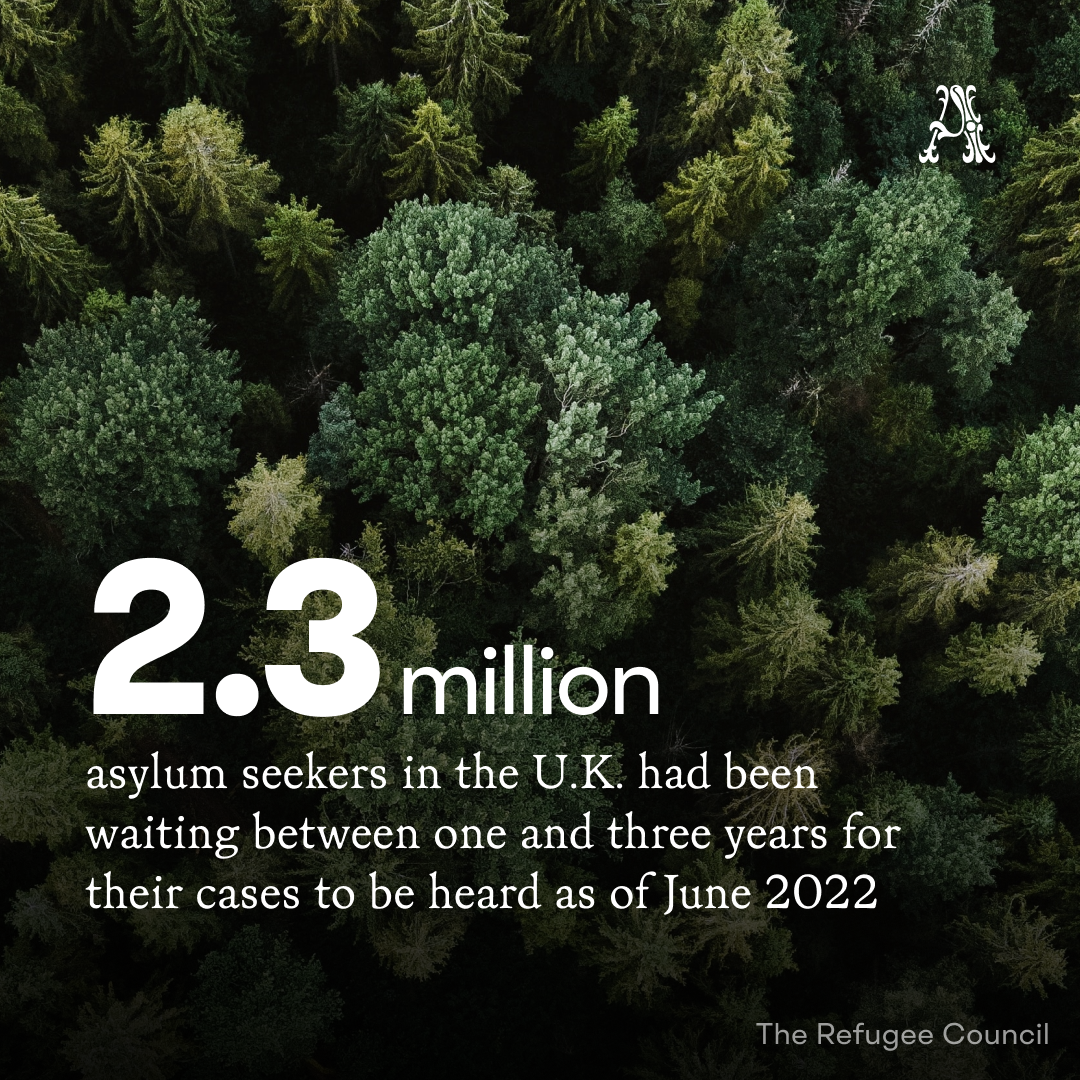 A
2.3 million
asylum seekers in the U.K. had been
waiting between one and three years for
their cases to be heard as of June 2022
The Refugee Council